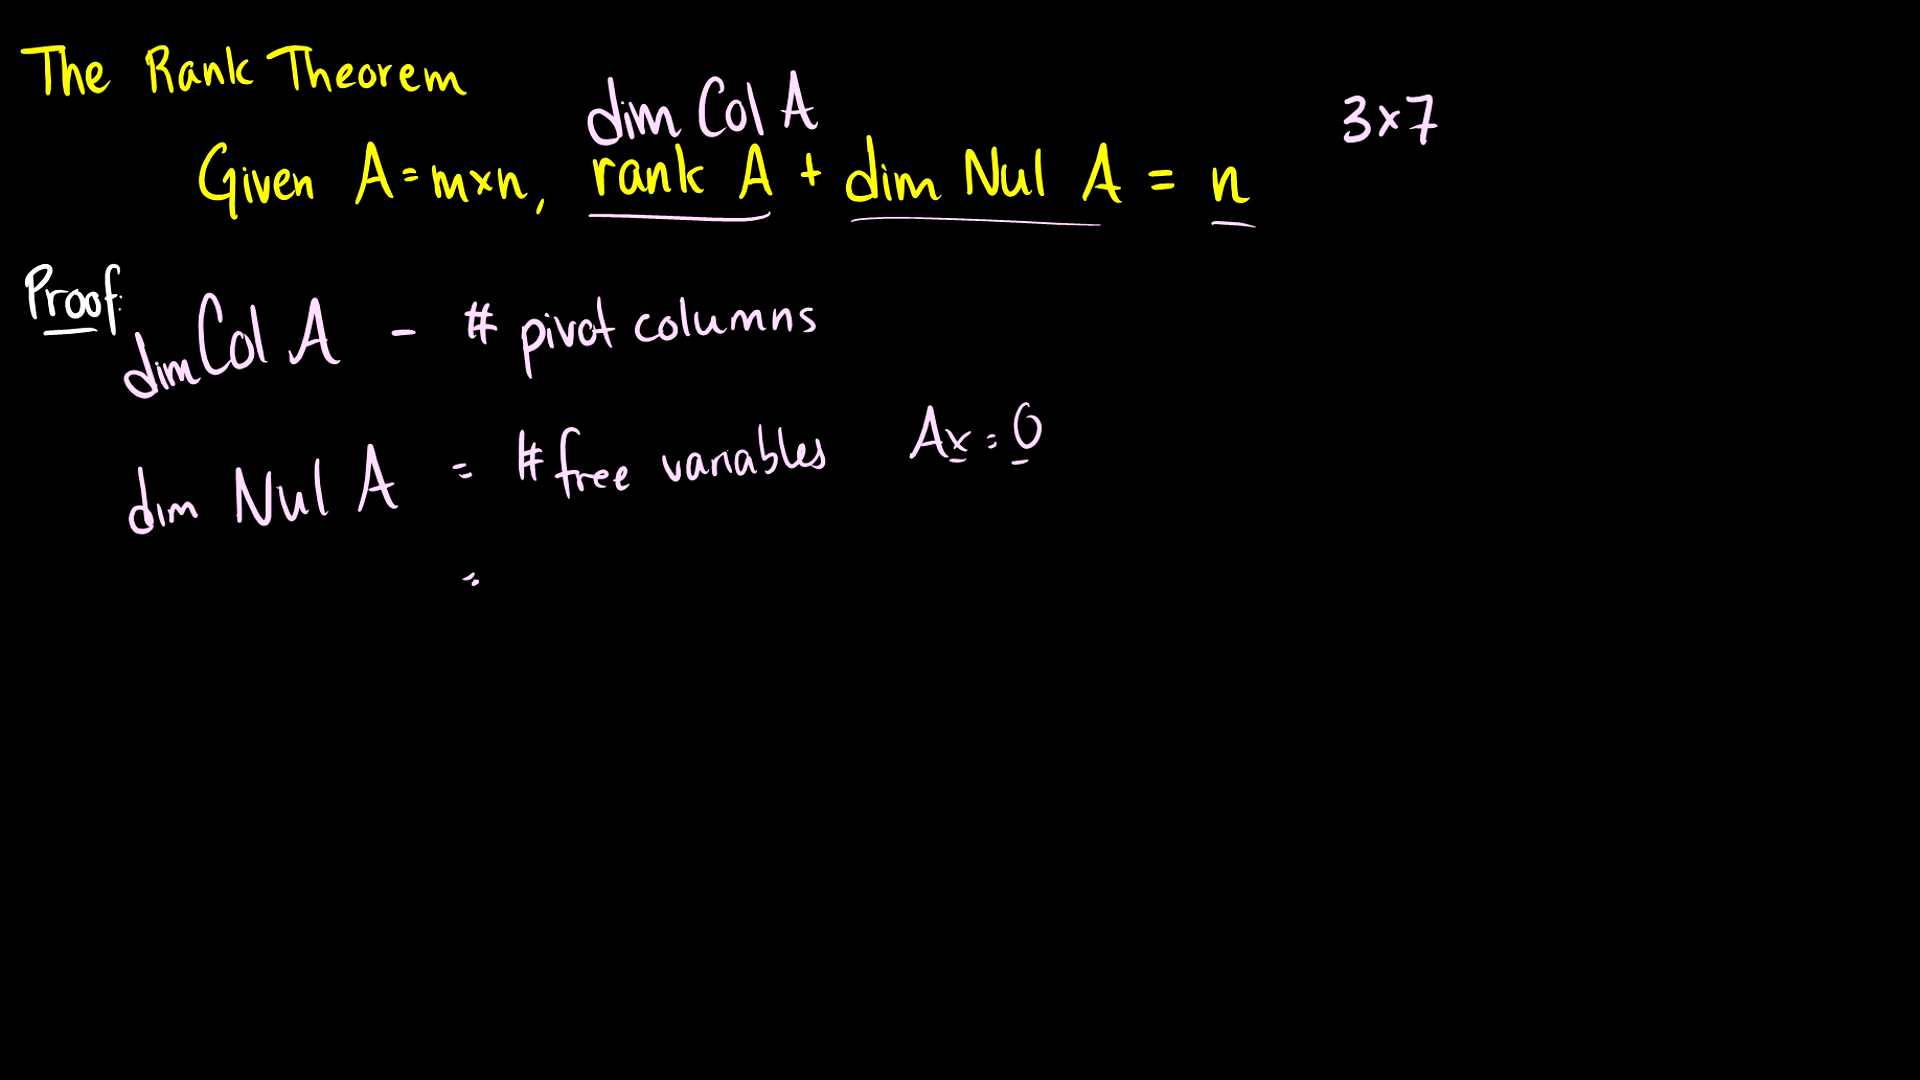 The Rank Theorem
dim Col A
3×7
Given A=m×n, rank A + dim Nul A = n
Proof:
dim Col A - # pivot columns
dim Nul A = # free variables Ax=0
=